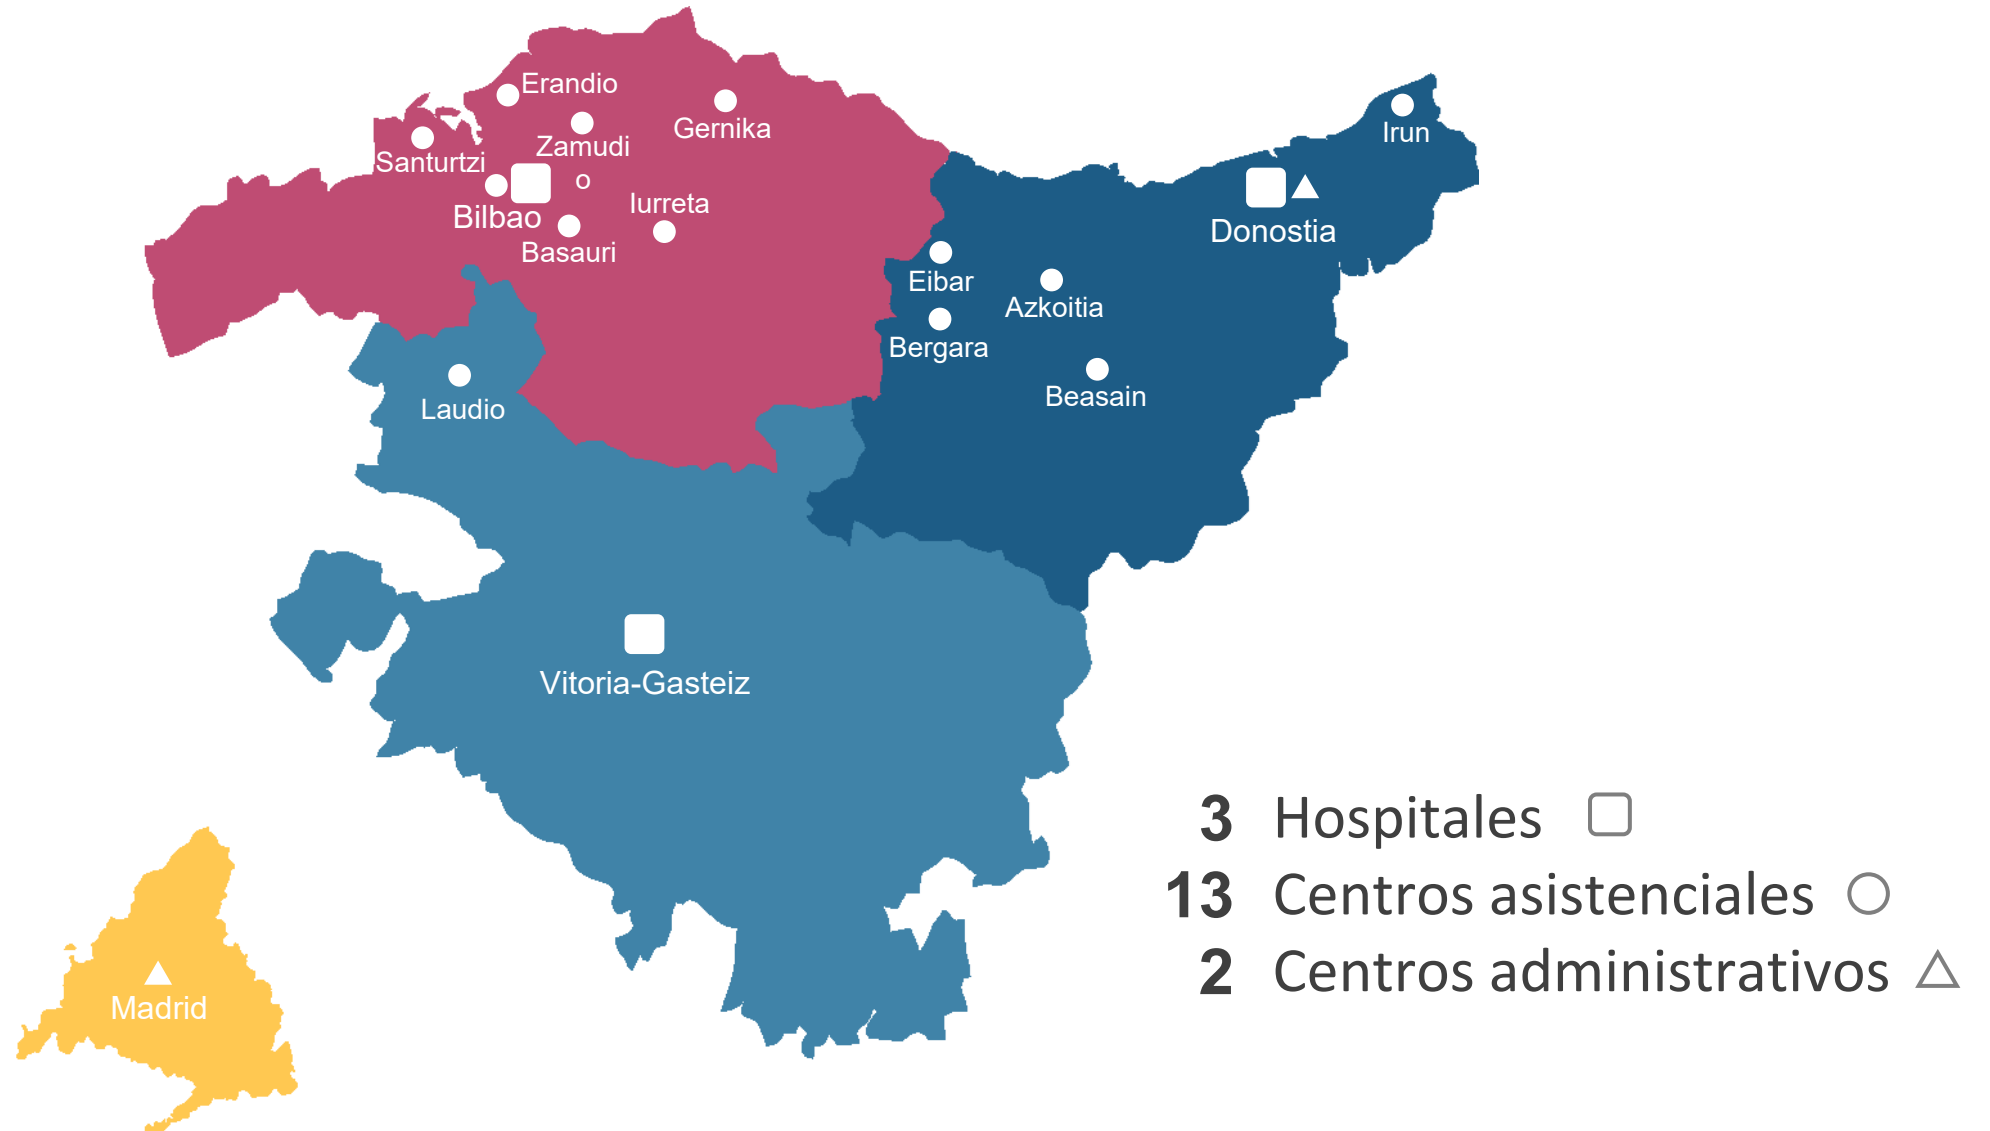 Erandio
Gernika
Zamudi
o
Santurtzi
Bilbao
Iurreta
Basauri
Irun
Donostia
Eibar
Azkoitia
Bergara
Beasain
Laudio
Vitoria-Gasteiz
Madrid
3 Hospitales
13 Centros asistenciales
2 Centros administrativos